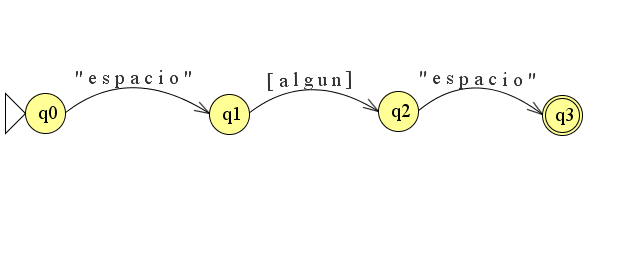 "espacio"
[algun]
"espacio"
q0
q1
q2
q3